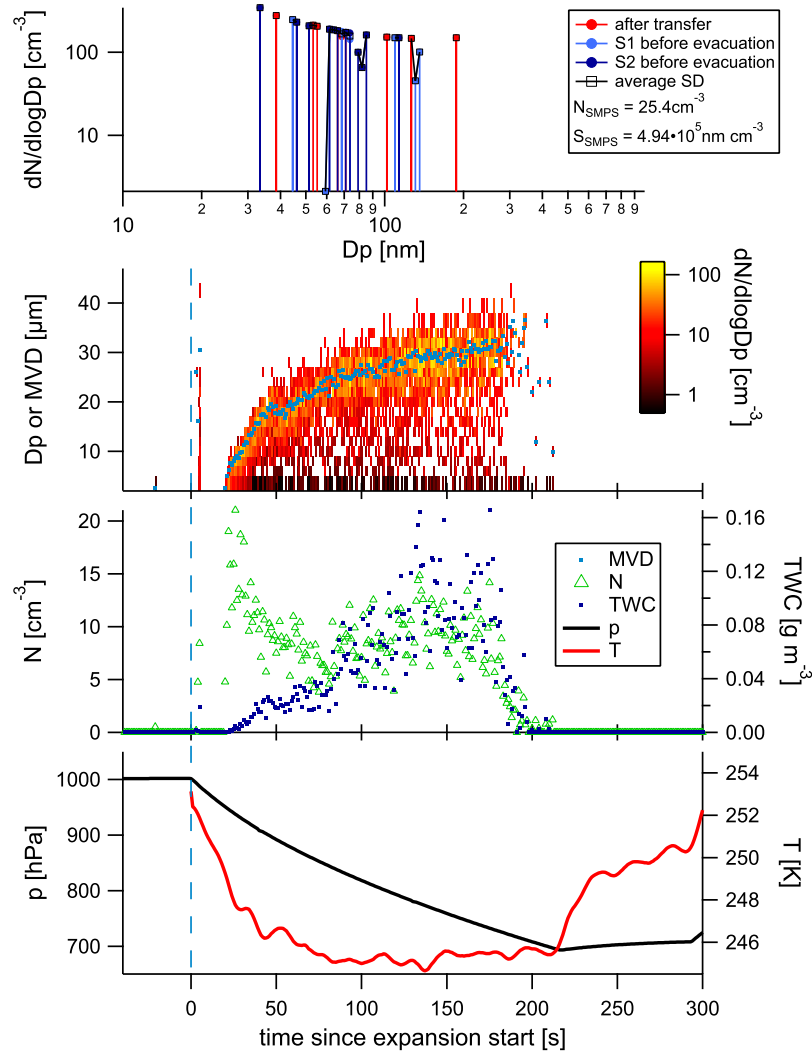 dN/dlogDp [cm-3]
100
10
after transfer
S1 before evacuation
S2 before evacuation
average SD
NSMPS = 25.4cm-3
SSMPS = 4.94•10^5nm cm-3
10 2 3 4 5 6 7 8 9 100 2 3 4 5 6 7 8 9
Dp [nm]
Dp or MVD [µm]
40
30
20
10
100
10
1
dN/dlogDp [cm-3]
N [cm-3]
20
15
10
5
0
MVD
N
TWC
p
T
0.16
0.12
0.08
0.04
0.00
TWC [g m-3]
p [hPa]
1000
900
800
700
254
252
250
248
246
T [K]
0 50 100 150 200 250 300
time since expansion start [s]